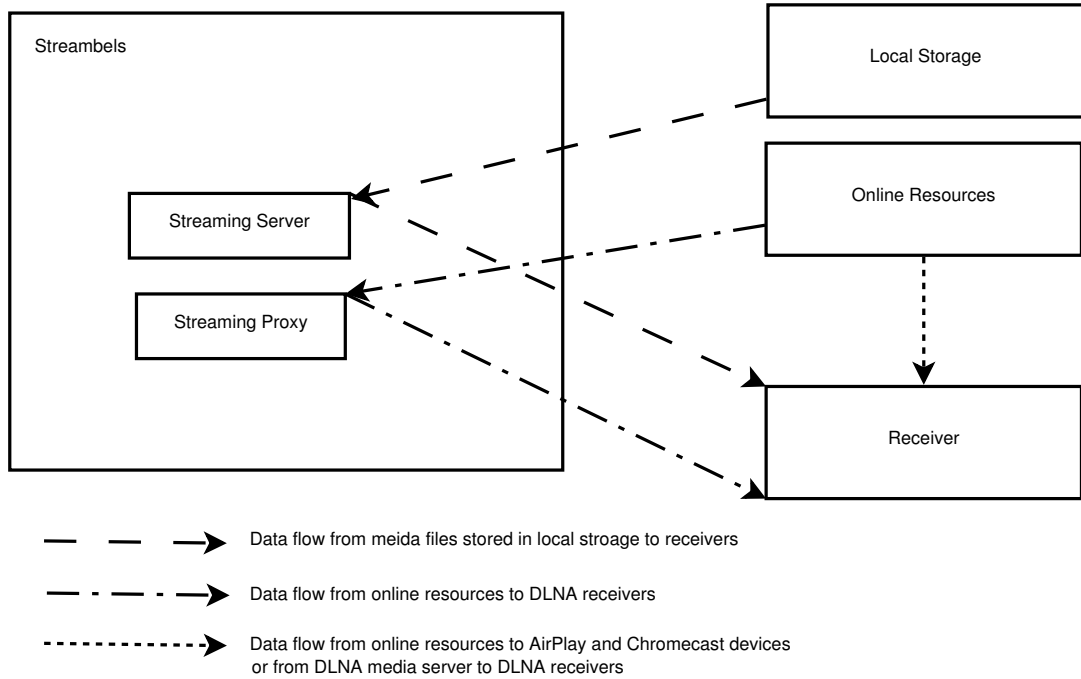 Streambels
Local Storage
Online Resources
Streaming Server
Streaming Proxy
Receiver
Data flow from meida files stored in local stroage to receivers
Data flow from online resources to DLNA receivers
Data flow from online resources to AirPlay and Chromecast devices
or from DLNA media server to DLNA receivers